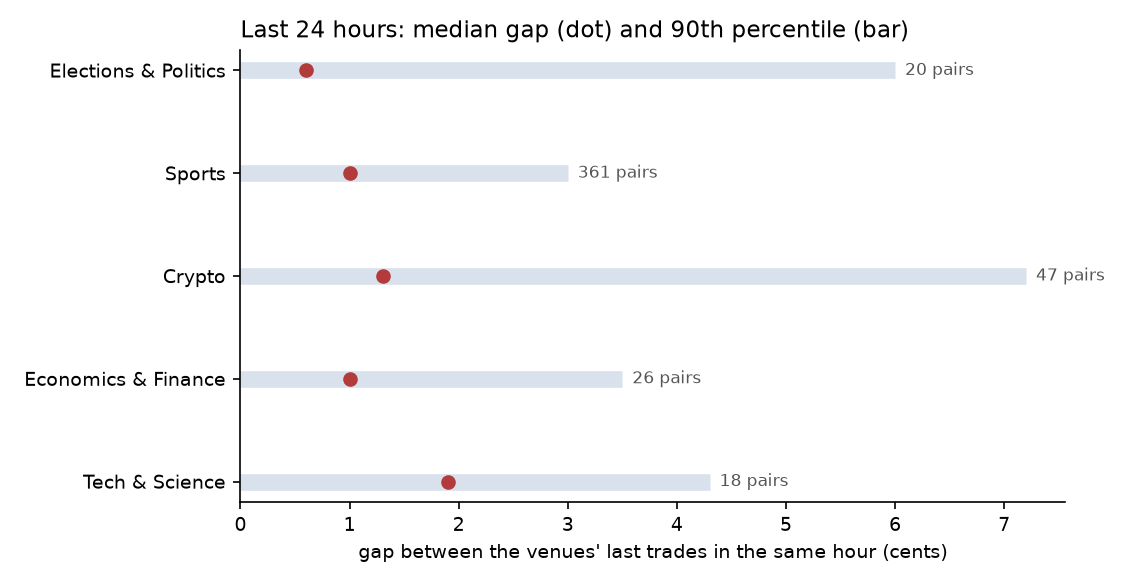 Last 24 hours: median gap (dot) and 90th percentile (bar)
Elections & Politics
20 pairs
Sports
361 pairs
Crypto
47 pairs
Economics & Finance
26 pairs
Tech & Science
18 pairs
0 1 2 3 4 5 6 7
gap between the venues' last trades in the same hour (cents)